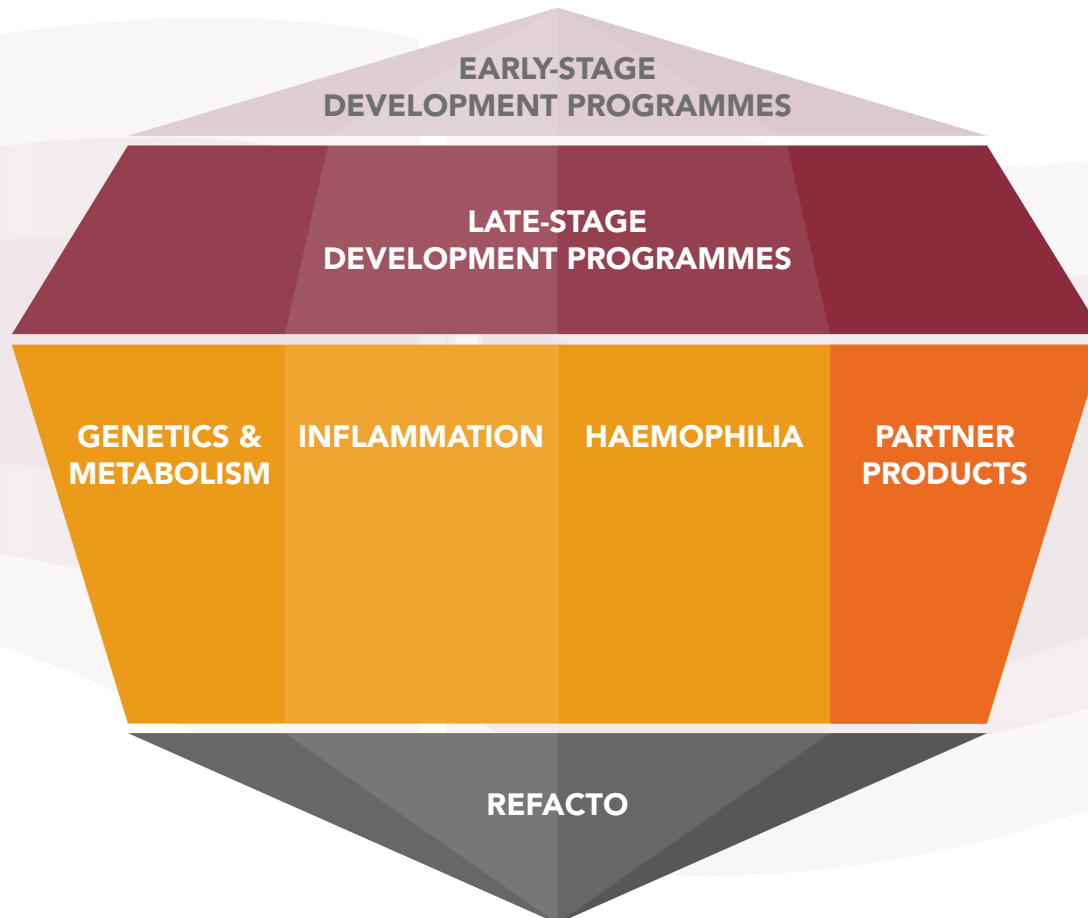 EARLY-STAGE
DEVELOPMENT PROGRAMMES
LATE-STAGE
DEVELOPMENT PROGRAMMES
GENETICS &
METABOLISM
INFLAMMATION
HAEMOPHILIA
PARTNER
PRODUCTS
REFACTO